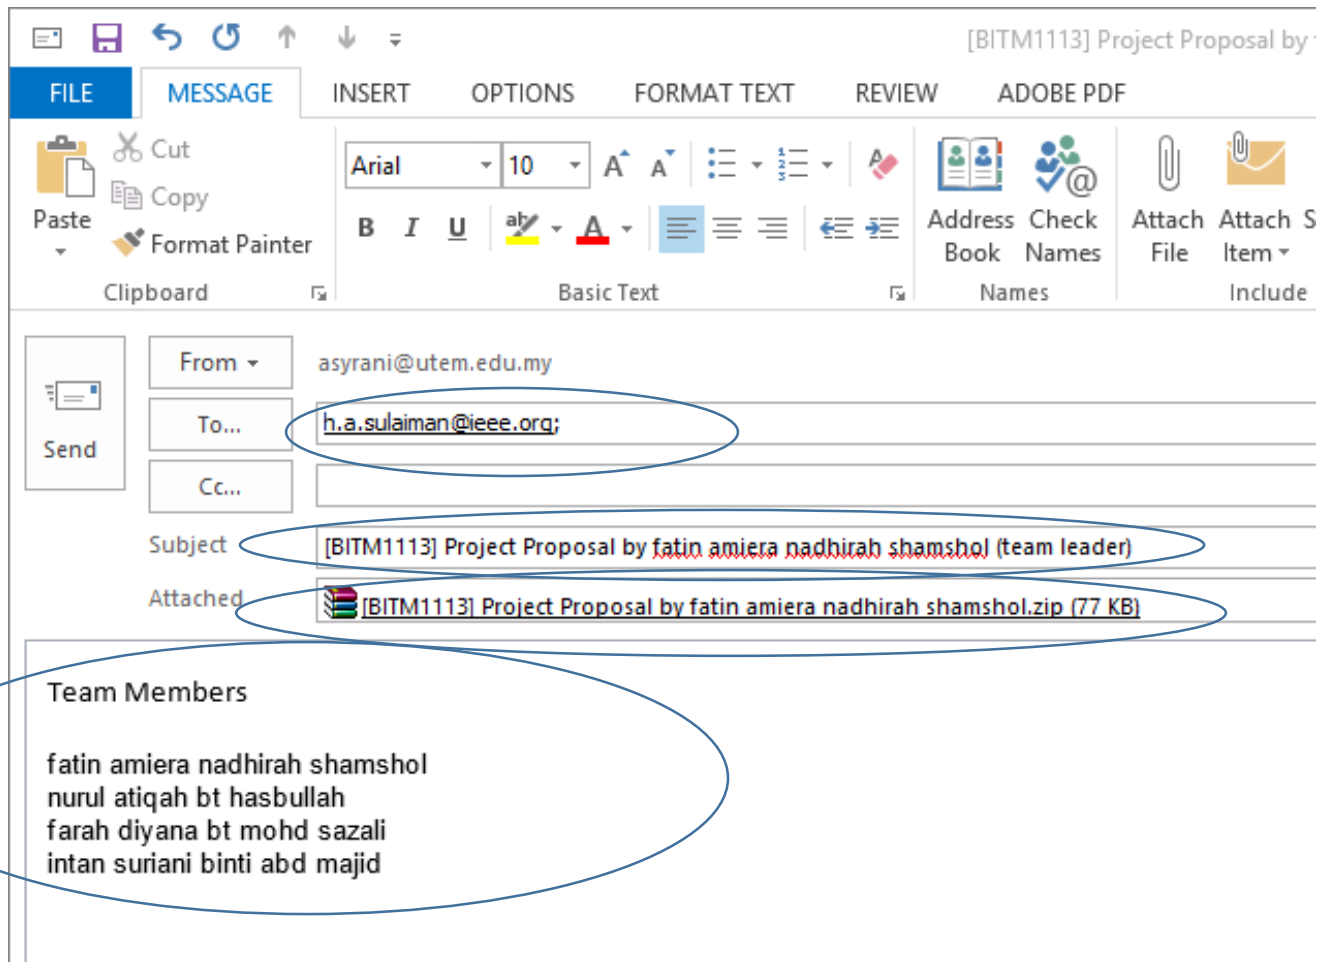 [BITM1113] Project Proposal by
FILE MESSAGE INSERT OPTIONS FORMAT TEXT REVIEW ADOBE PDF
Cut
Copy
Format Painter
Paste
Clipboard
Arial 10
B I U
Basic Text
Address Book
Check Names
Names
Attach File
Attach Item
Include
Send
From asyrani@utem.edu.my
To... h.a.sulaiman@ieee.org;
Cc...
Subject [BITM1113] Project Proposal by fatin amiera nadhirah shamshol (team leader)
Attached [BITM1113] Project Proposal by fatin amiera nadhirah shamshol.zip (77 KB)
Team Members
fatin amiera nadhirah shamshol
nurul atiqah bt hasbullah
farah diyana bt mohd sazali
intan suriani binti abd majid